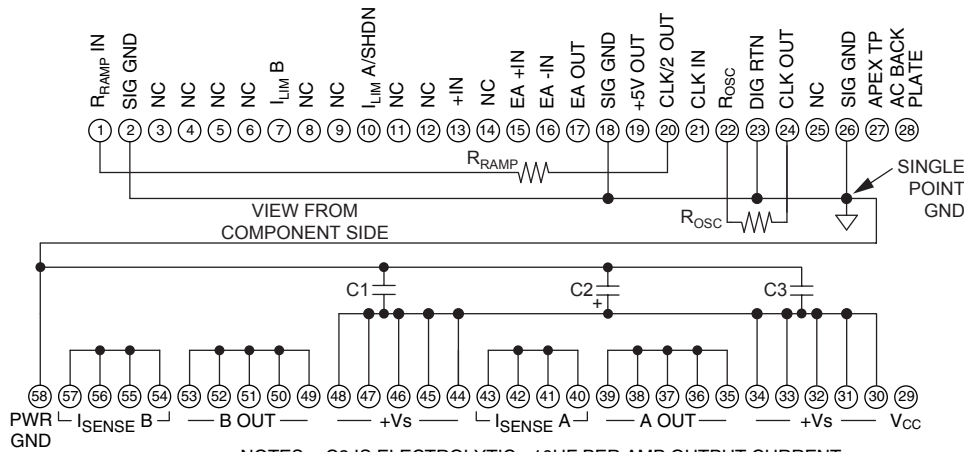 R_RAMP IN
SIG GND
NC
NC
NC
NC
I_LIM B
NC
NC
I_LIM A/SHDN
NC
NC
+IN
NC
EA +IN
EA -IN
EA OUT
SIG GND
+5V OUT
CLK/2 OUT
CLK IN
R_OSC
DIG RTN
CLK OUT
NC
SIG GND
APEX TP
AC BACK
PLATE
1 2 3 4 5 6 7 8 9 10 11 12 13 14 15 16 17 18 19 20 21 22 23 24 25 26 27 28
R_RAMP
SINGLE
POINT
GND
VIEW FROM
COMPONENT SIDE
R_OSC
C1
C2
+
C3
58 57 56 55 54 53 52 51 50 49 48 47 46 45 44 43 42 41 40 39 38 37 36 35 34 33 32 31 30 29
PWR
GND
I_SENSE B
B OUT
+Vs
I_SENSE A
A OUT
+Vs
V_CC